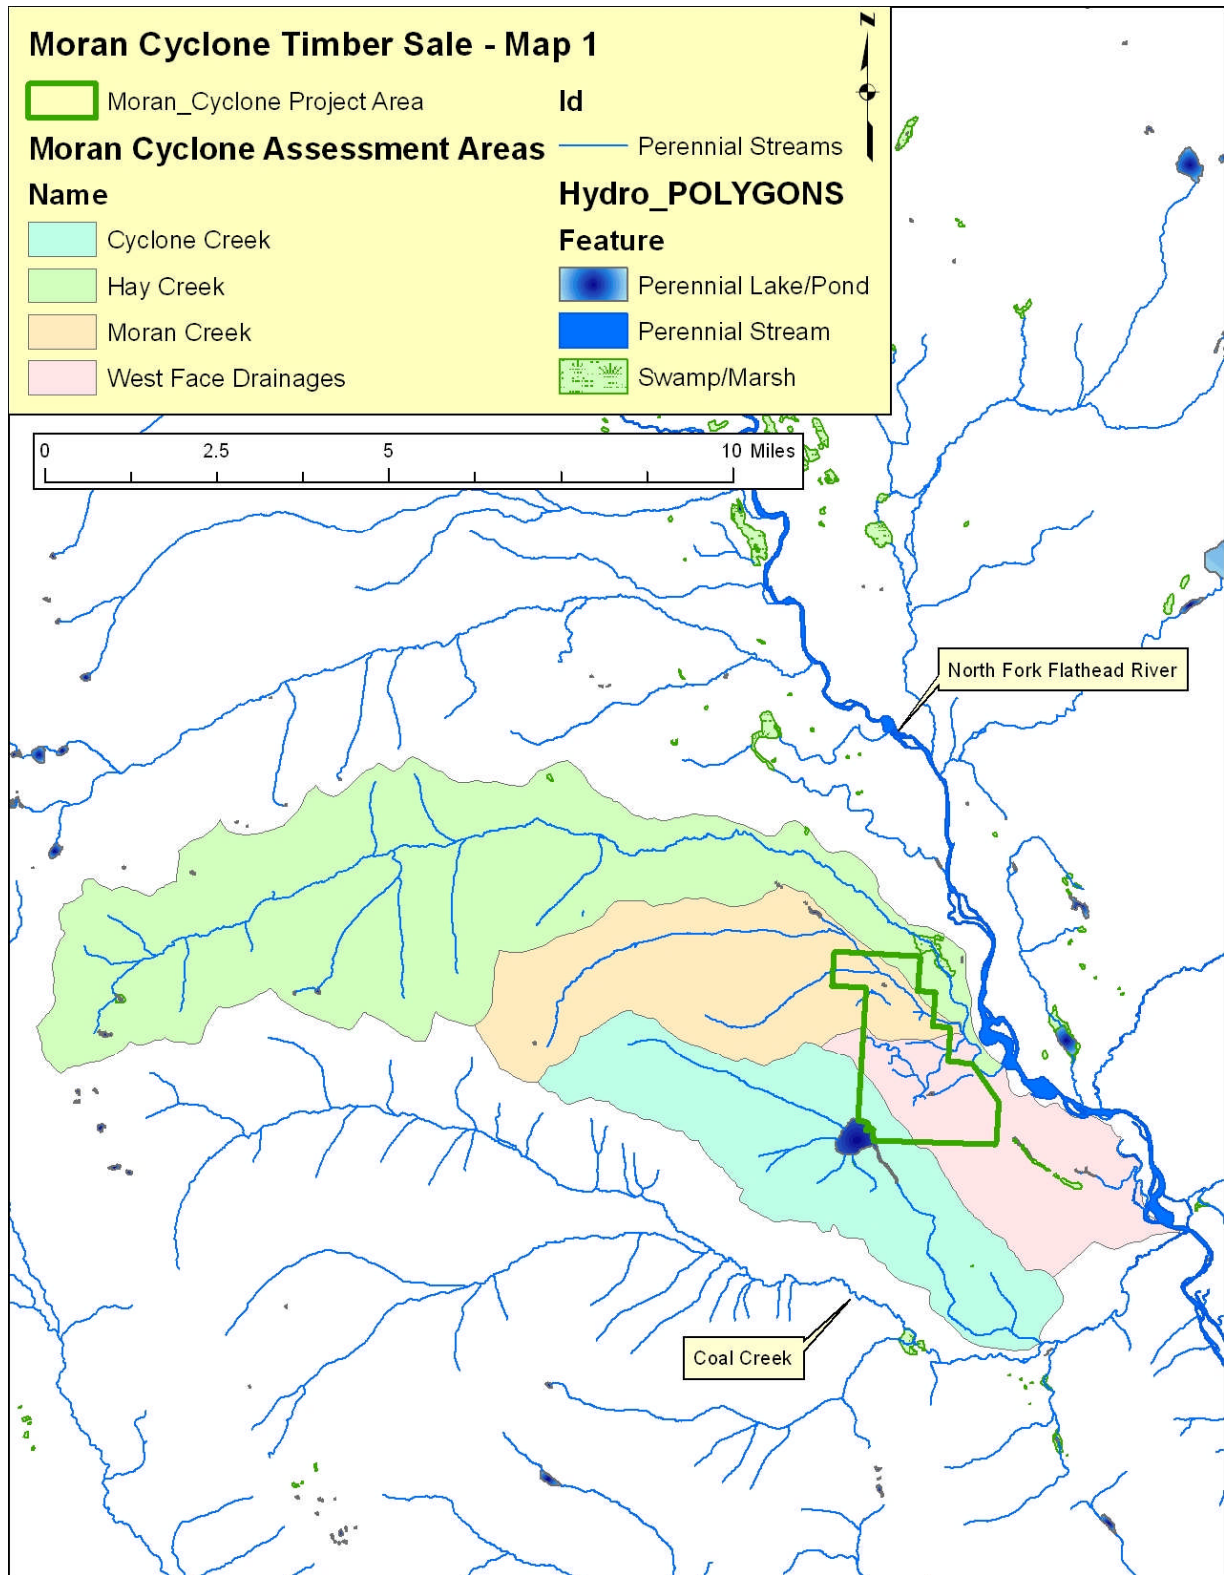 Moran Cyclone Timber Sale - Map 1
Moran_Cyclone Project Area
Moran Cyclone Assessment Areas
Name
Cyclone Creek
Hay Creek
Moran Creek
West Face Drainages
Id
Perennial Streams
Hydro_POLYGONS
Feature
Perennial Lake/Pond
Perennial Stream
Swamp/Marsh
N
0 2.5 5 10 Miles
North Fork Flathead River
Coal Creek